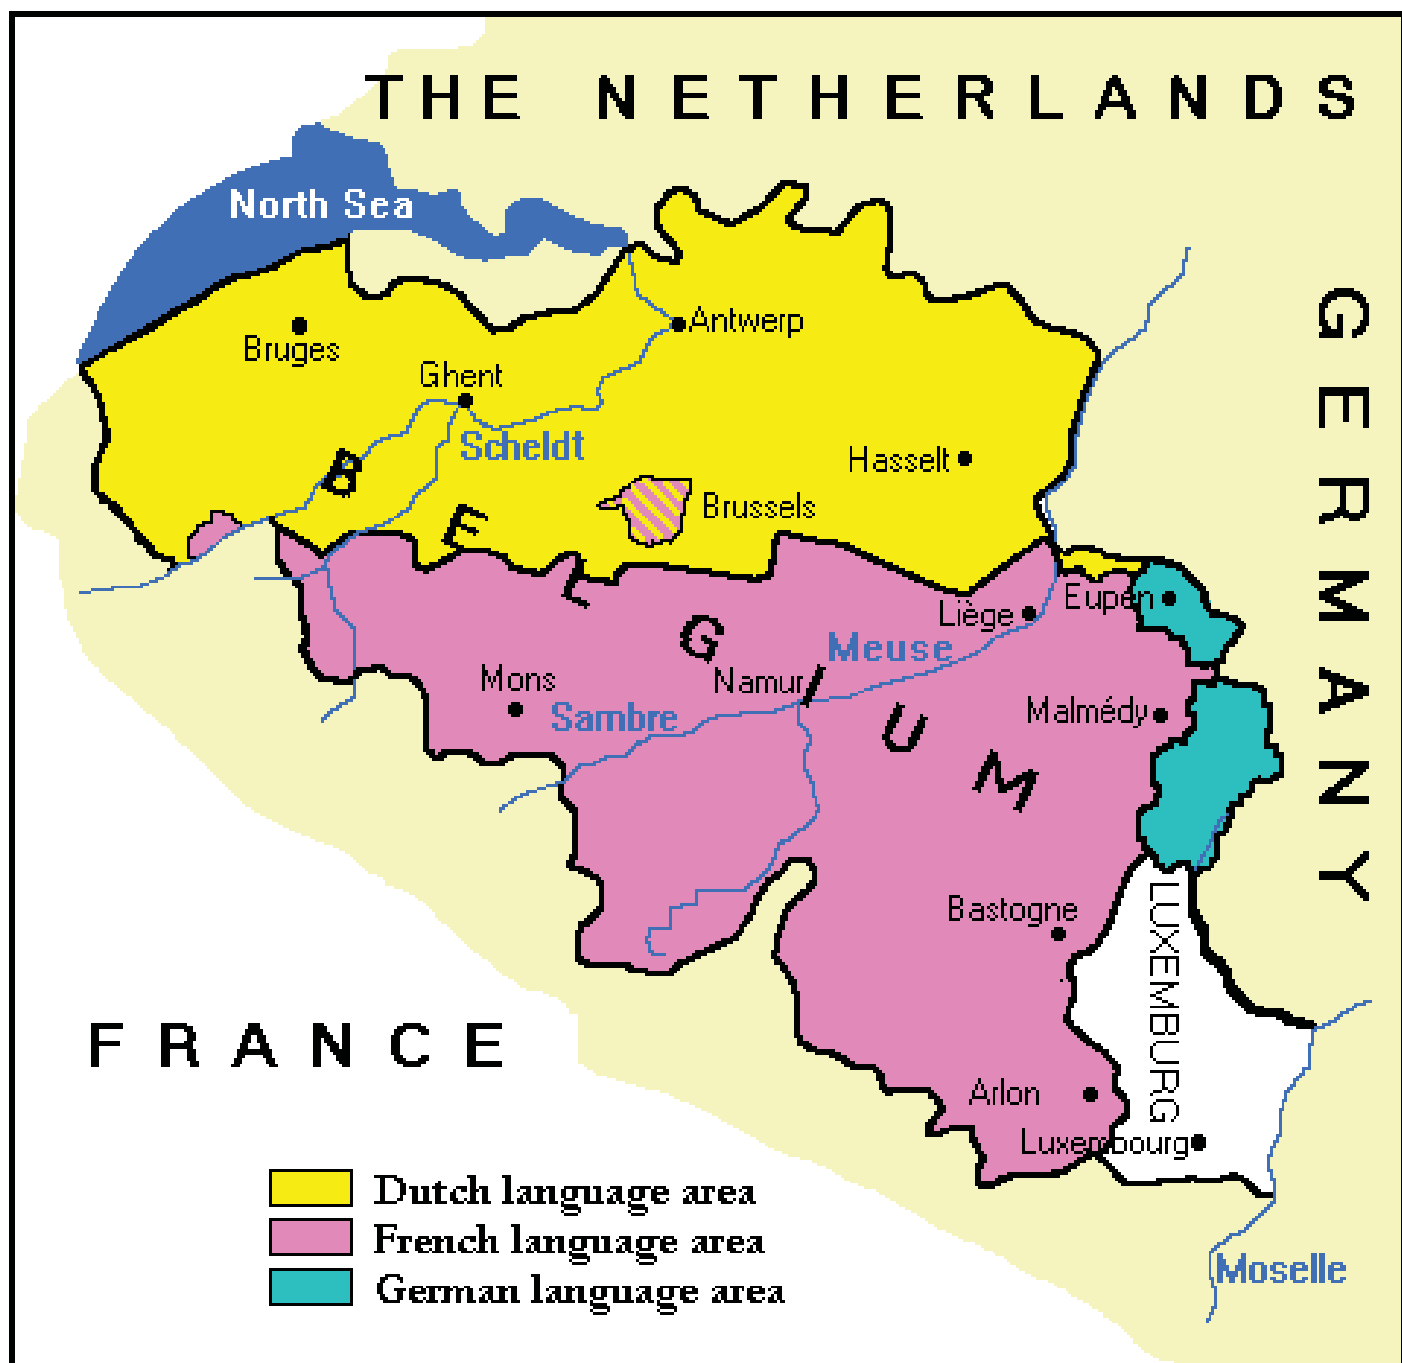 THE NETHERLANDS
North Sea
GERMANY
Antwerp
Bruges
Ghent
Scheldt
Hasselt
Brussels
BELGIUM
Eupen
Liège
Meuse
Mons
Namur
Sambre
Malmédy
Bastogne
LUXEMBURG
FRANCE
Arlon
Luxembourg
Dutch language area
French language area
German language area
Moselle